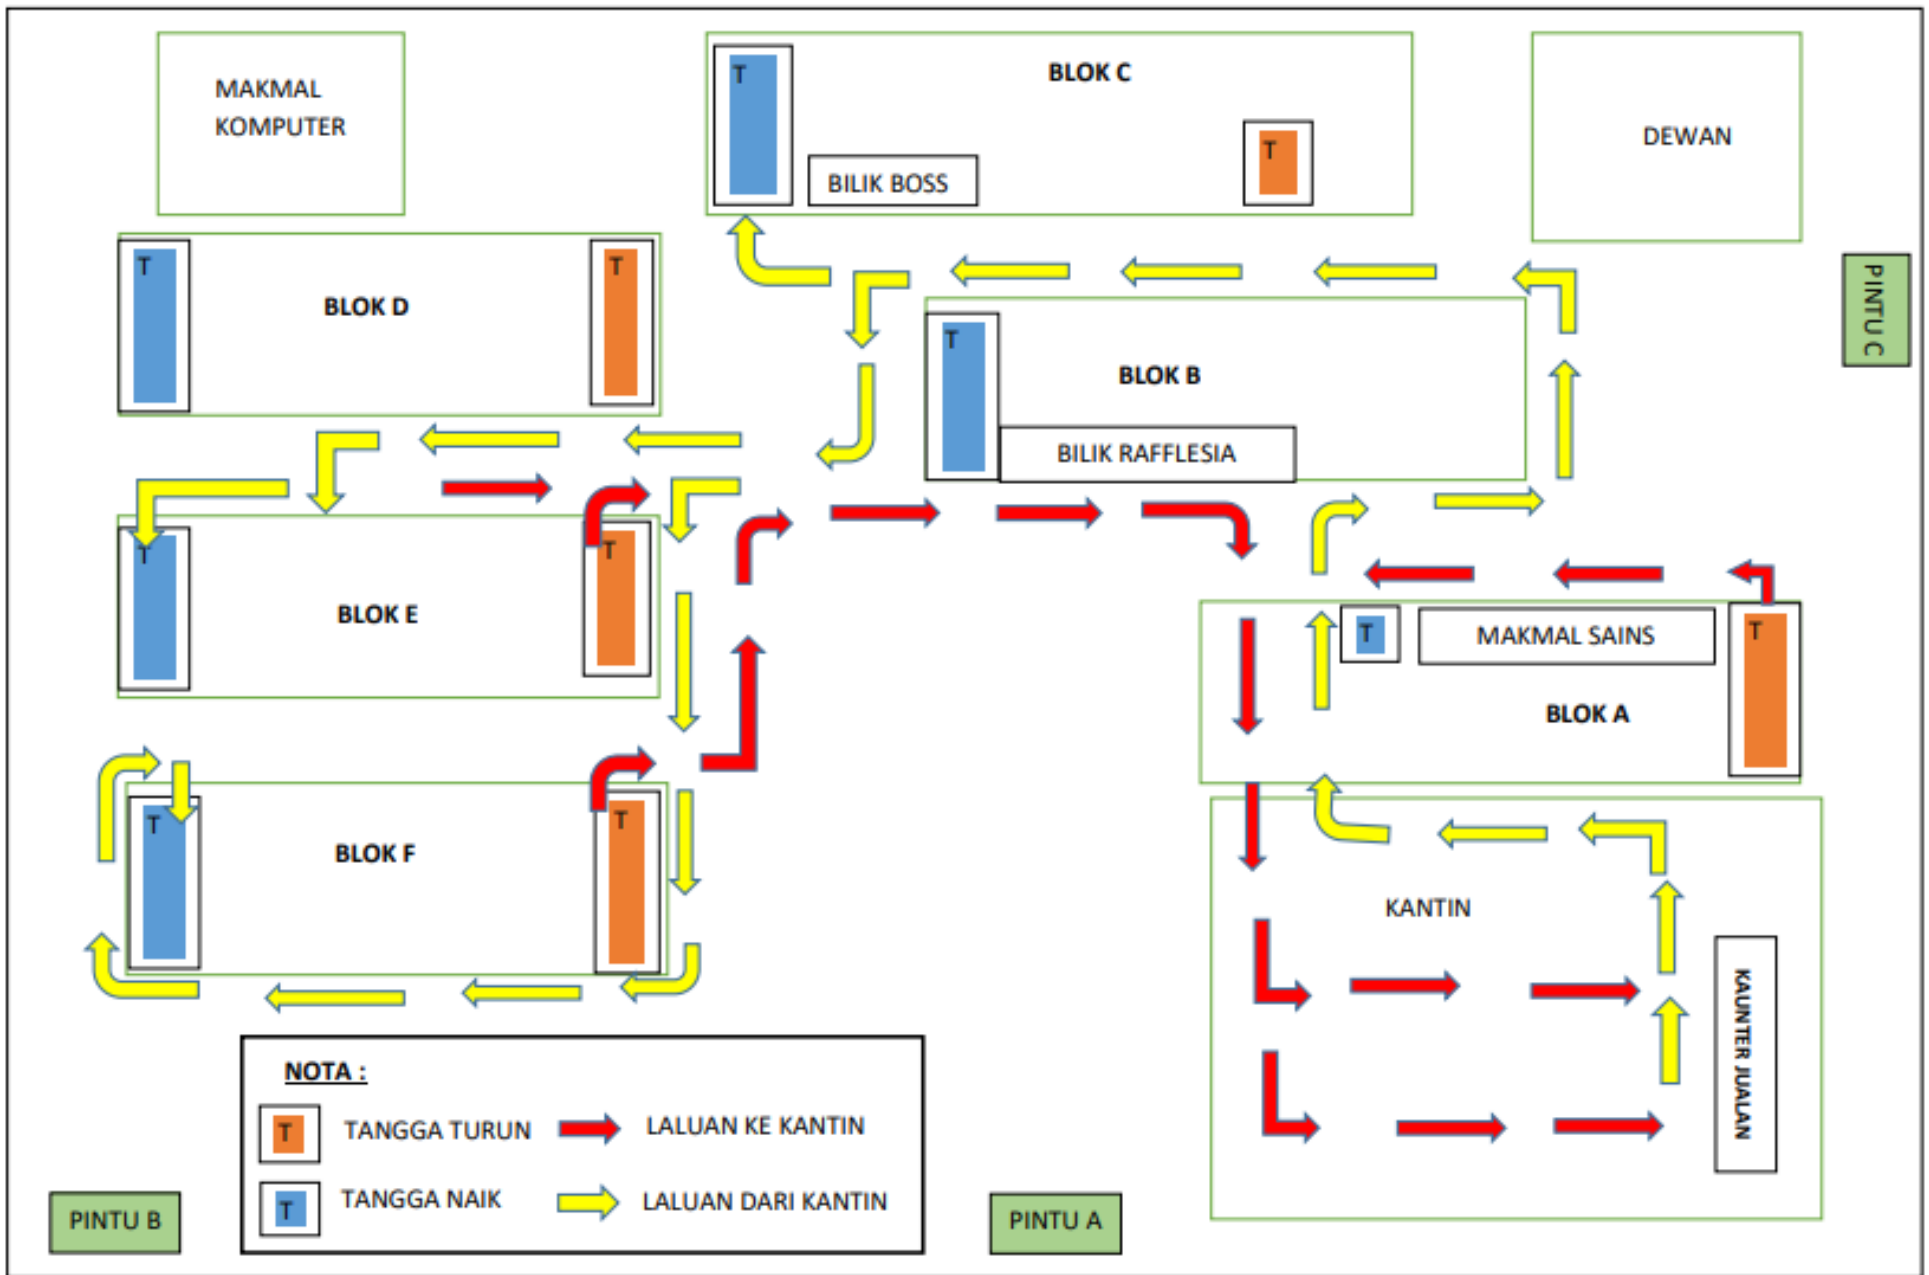 MAKMAL
KOMPUTER
T
BLOK C
BILIK BOSS
T
DEWAN
T
BLOK D
T
PINTU C
T
BLOK B
BILIK RAFFLESIA
T
BLOK E
T
T
MAKMAL SAINS
T
BLOK A
T
BLOK F
T
KANTIN
KAUNTER JUALAN
NOTA :
T
TANGGA TURUN
LALUAN KE KANTIN
T
TANGGA NAIK
LALUAN DARI KANTIN
PINTU B
PINTU A